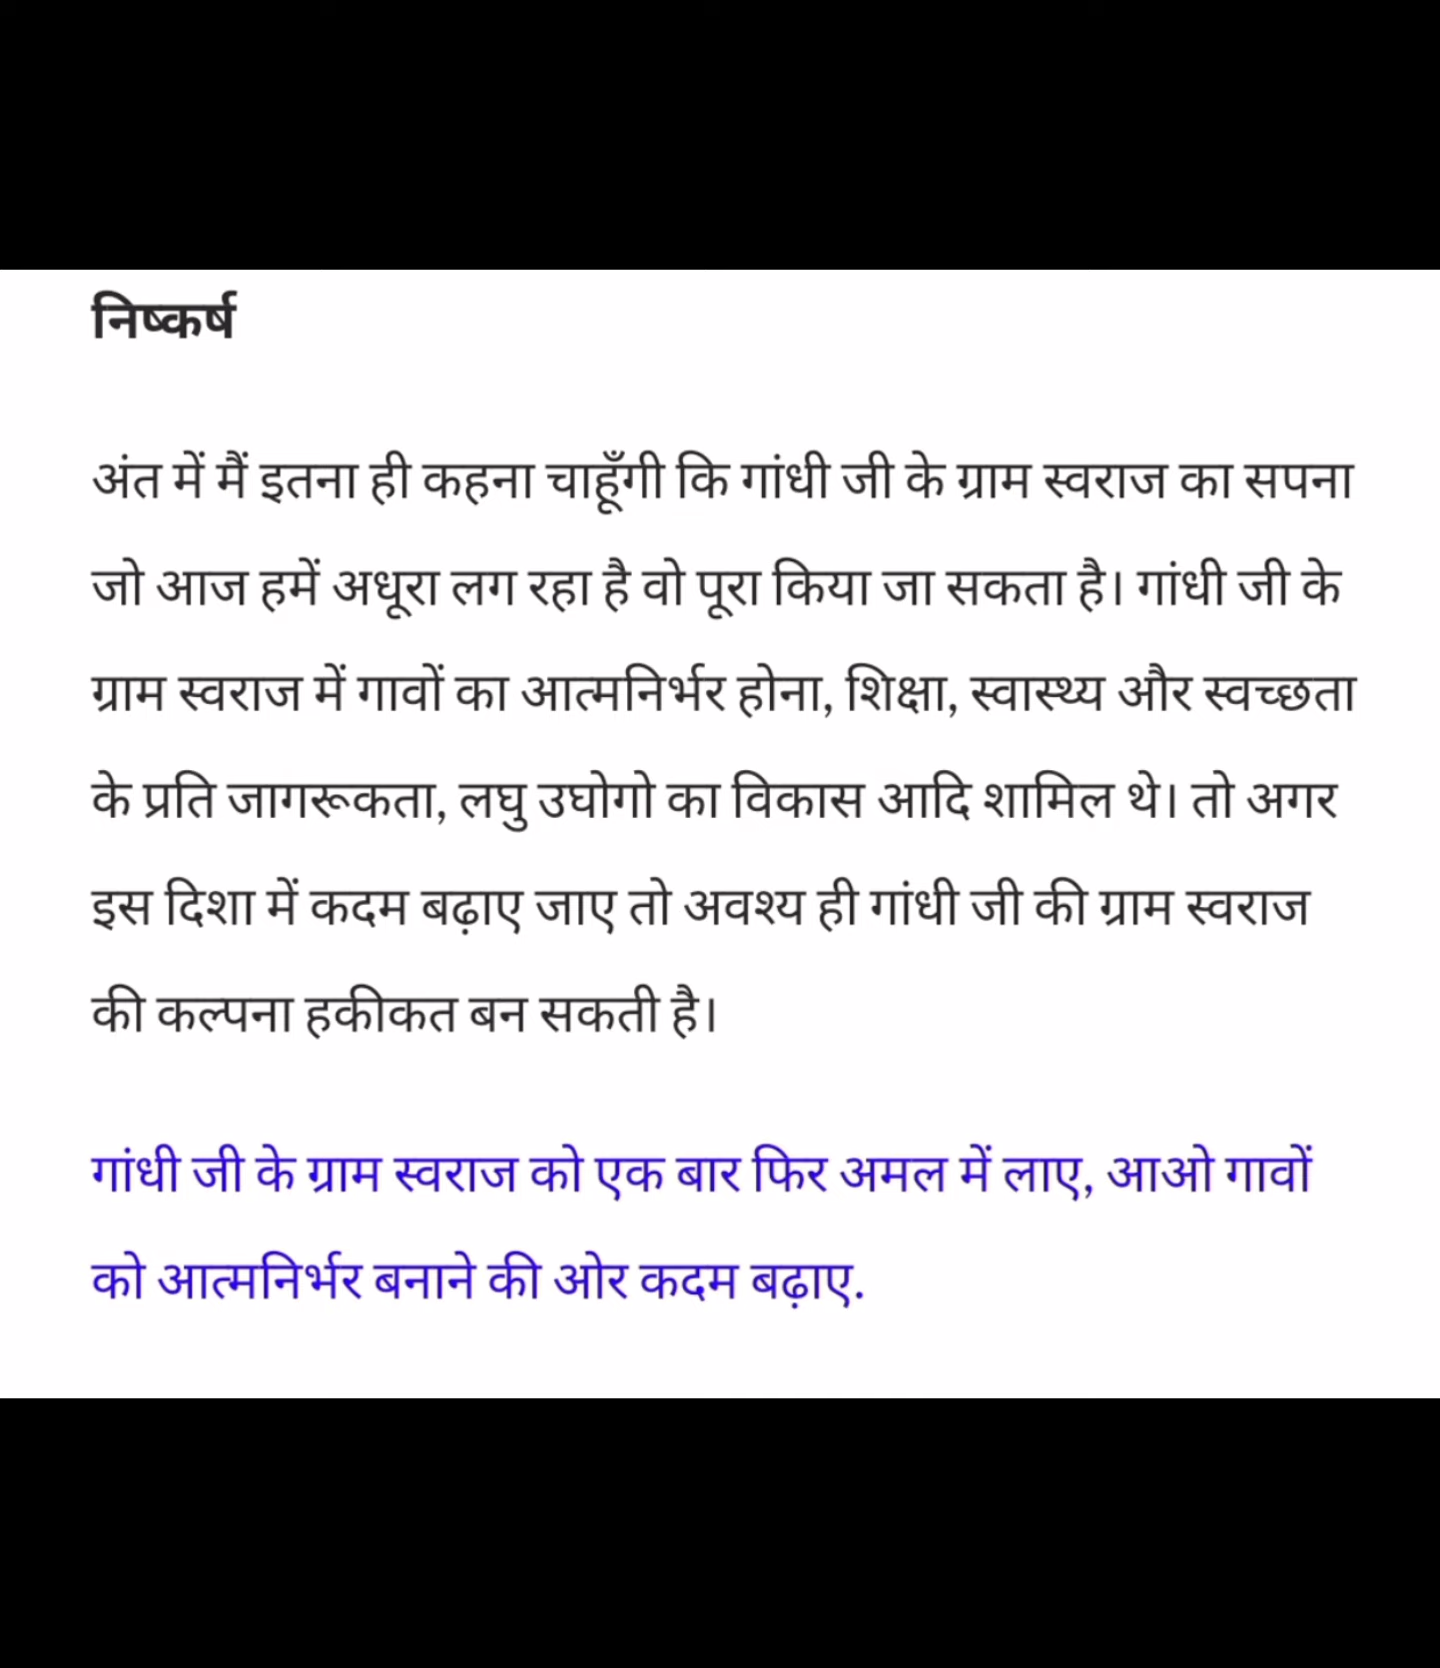 निष्कर्ष
अंत में मैं इतना ही कहना चाहूँगी कि गांधी जी के ग्राम स्वराज का सपना
जो आज हमें अधूरा लग रहा है वो पूरा किया जा सकता है। गांधी जी के
ग्राम स्वराज में गावों का आत्मनिर्भर होना, शिक्षा, स्वास्थ्य और स्वच्छता
के प्रति जागरूकता, लघु उघोगो का विकास आदि शामिल थे। तो अगर
इस दिशा में कदम बढ़ाए जाए तो अवश्य ही गांधी जी की ग्राम स्वराज
की कल्पना हकीकत बन सकती है।
गांधी जी के ग्राम स्वराज को एक बार फिर अमल में लाए, आओ गावों
को आत्मनिर्भर बनाने की ओर कदम बढ़ाए.